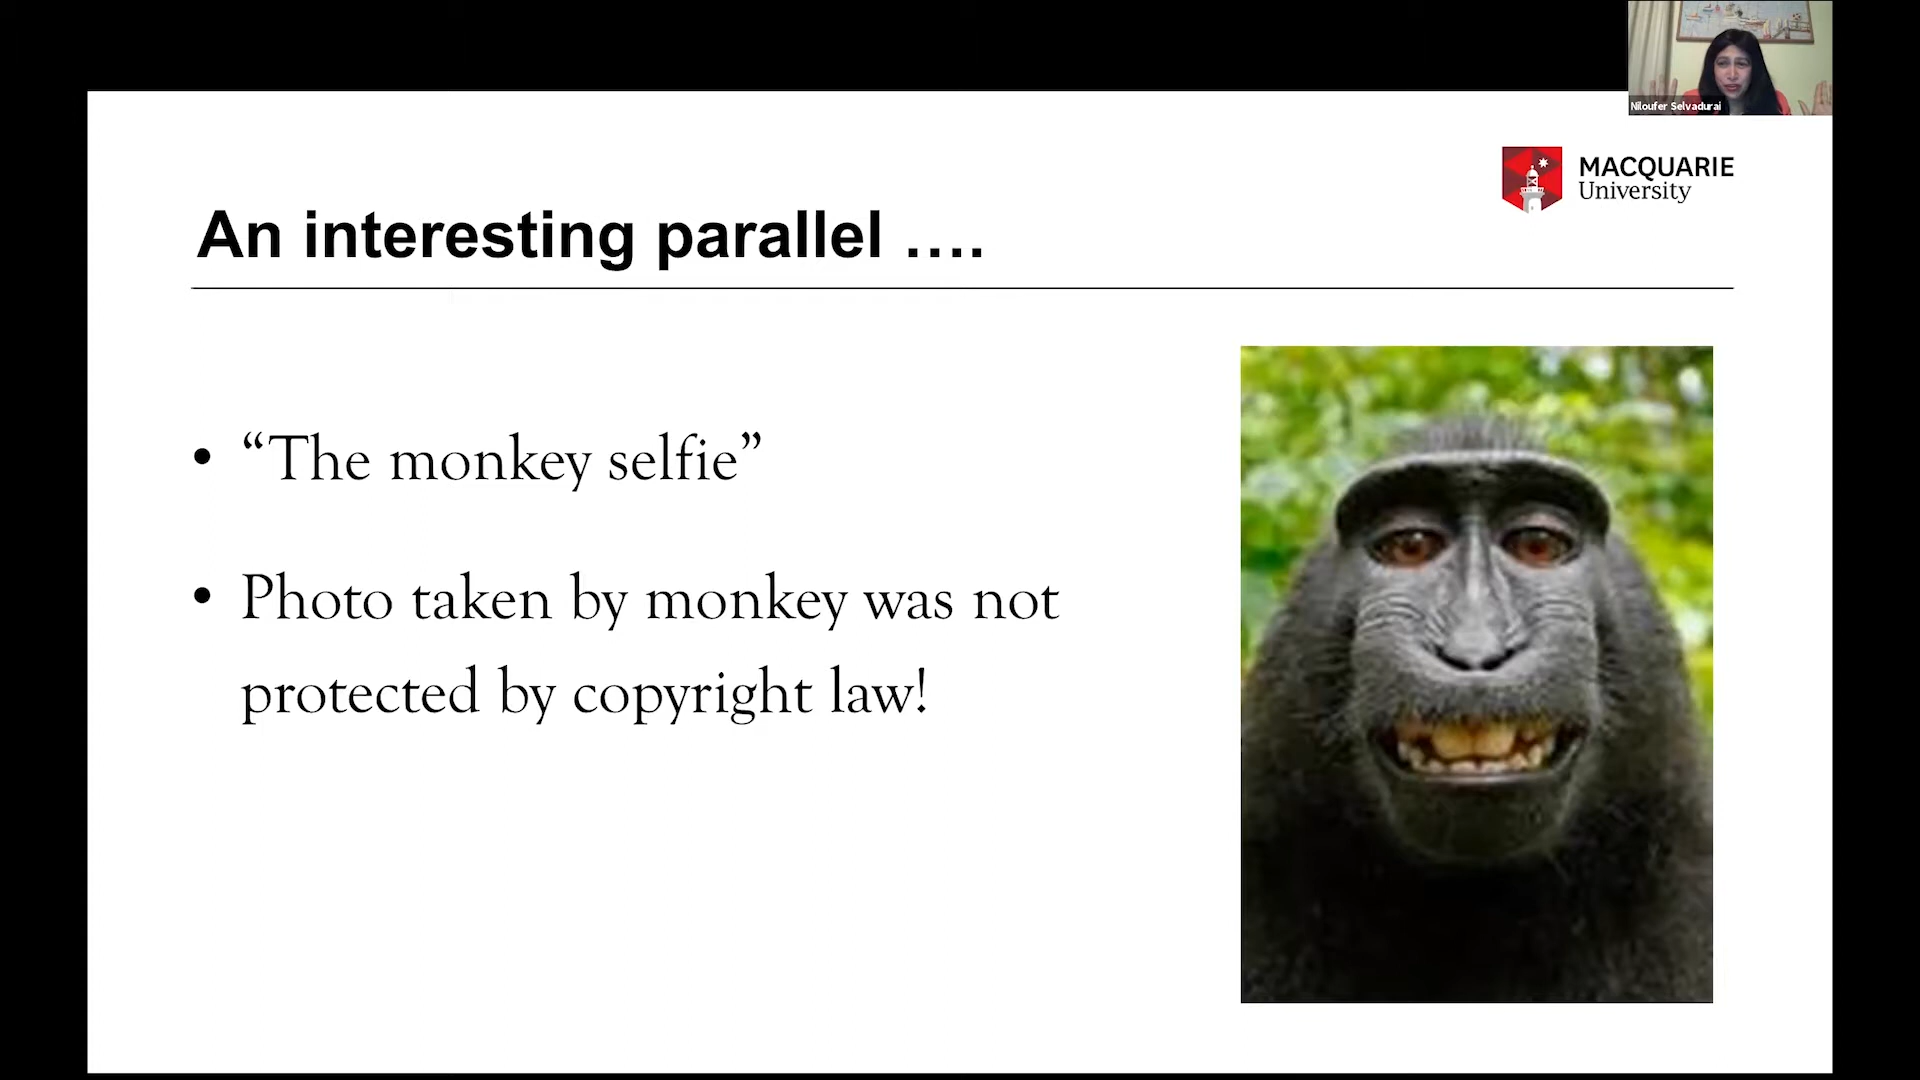 Niloufer Selvadurai
MACQUARIE
University
An interesting parallel ….
• “The monkey selfie”
• Photo taken by monkey was not
protected by copyright law!